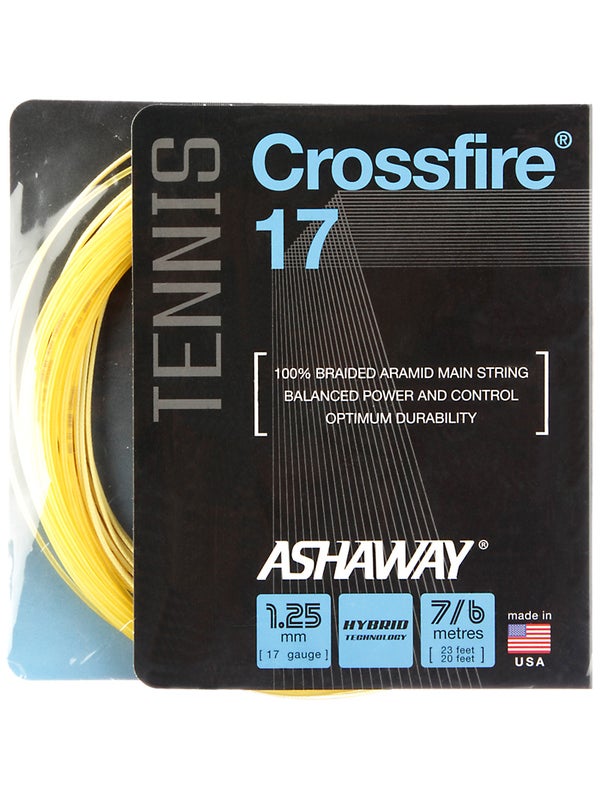 TENNIS
Crossfire®
17
100% BRAIDED ARAMID MAIN STRING
BALANCED POWER AND CONTROL
OPTIMUM DURABILITY
ASHAWAY®
1.25
mm
[ 17 gauge ]
HYBRID
TECHNOLOGY
7/6
metres
[ 23 feet
20 feet ]
made in
USA